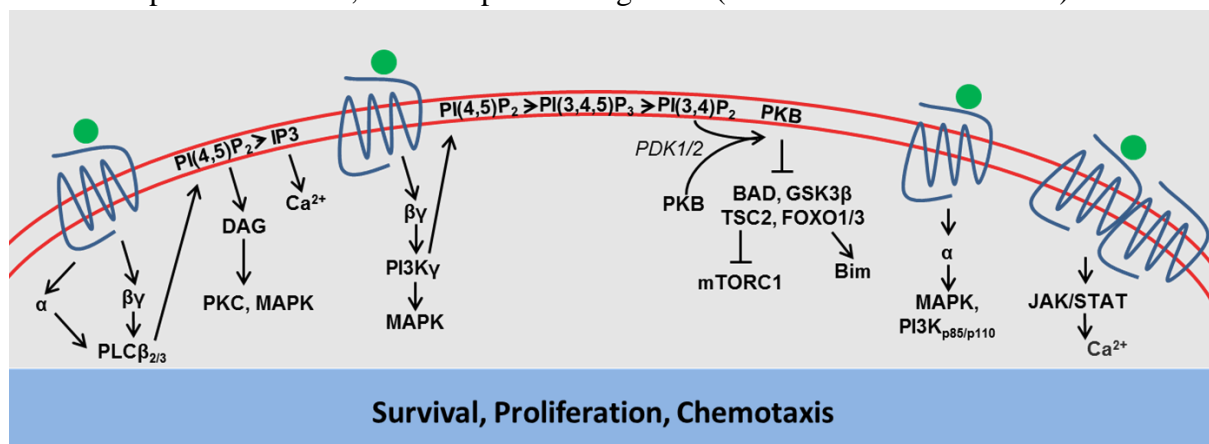 PI(4,5)P₂ > IP3
DAG
Ca²⁺
PKC, MAPK
α
βγ
PLCβ₂/₃
βγ
PI3Kγ
MAPK
PI(4,5)P₂ > PI(3,4,5)P₃ > PI(3,4)P₂
PKB
PDK1/2
PKB
BAD, GSK3β
TSC2, FOXO1/3
mTORC1
Bim
α
MAPK,
PI3Kp85/p110
JAK/STAT
Ca²⁺
Survival, Proliferation, Chemotaxis